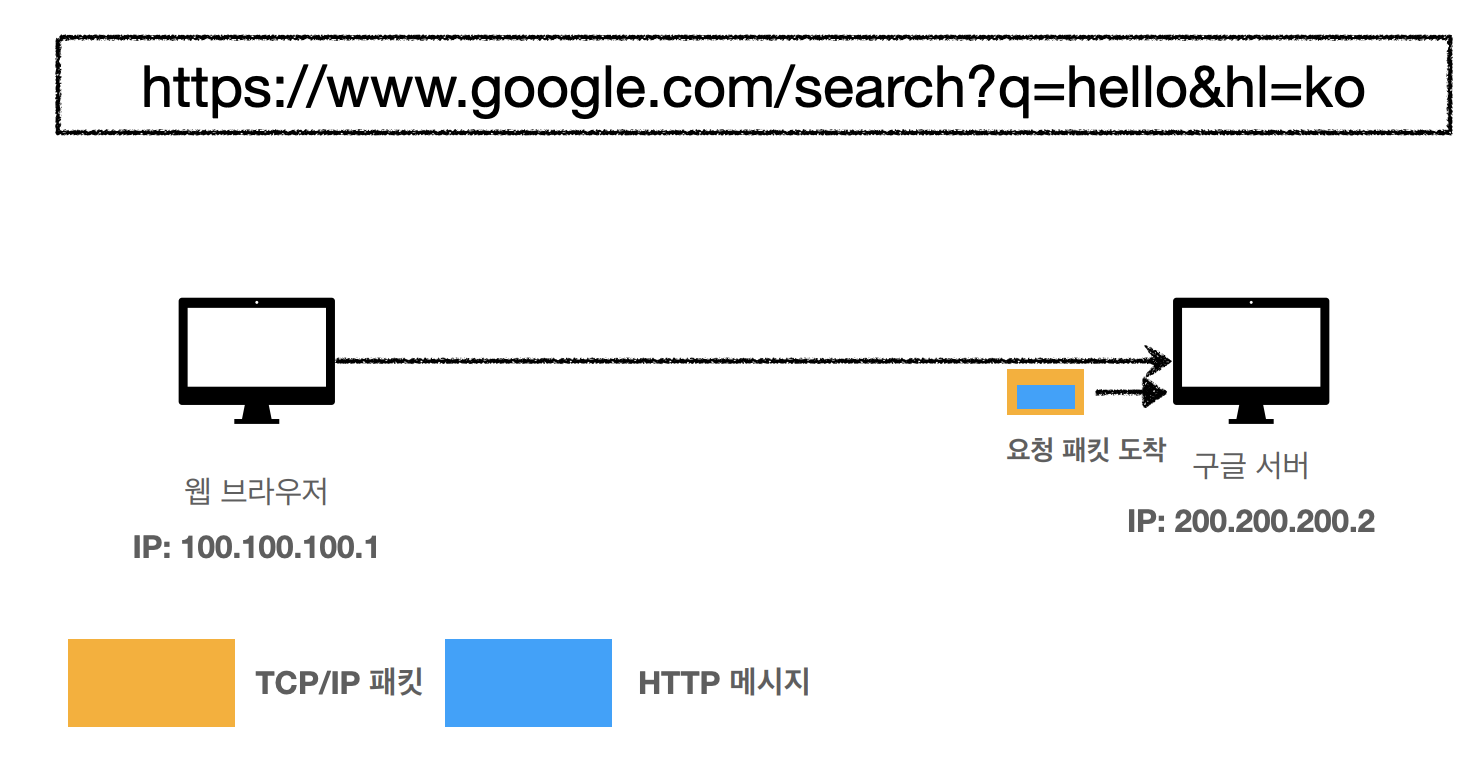 https://www.google.com/search?q=hello&hl=ko
요청 패킷 도착
웹 브라우저
구글 서버
IP: 100.100.100.1
IP: 200.200.200.2
TCP/IP 패킷
HTTP 메시지